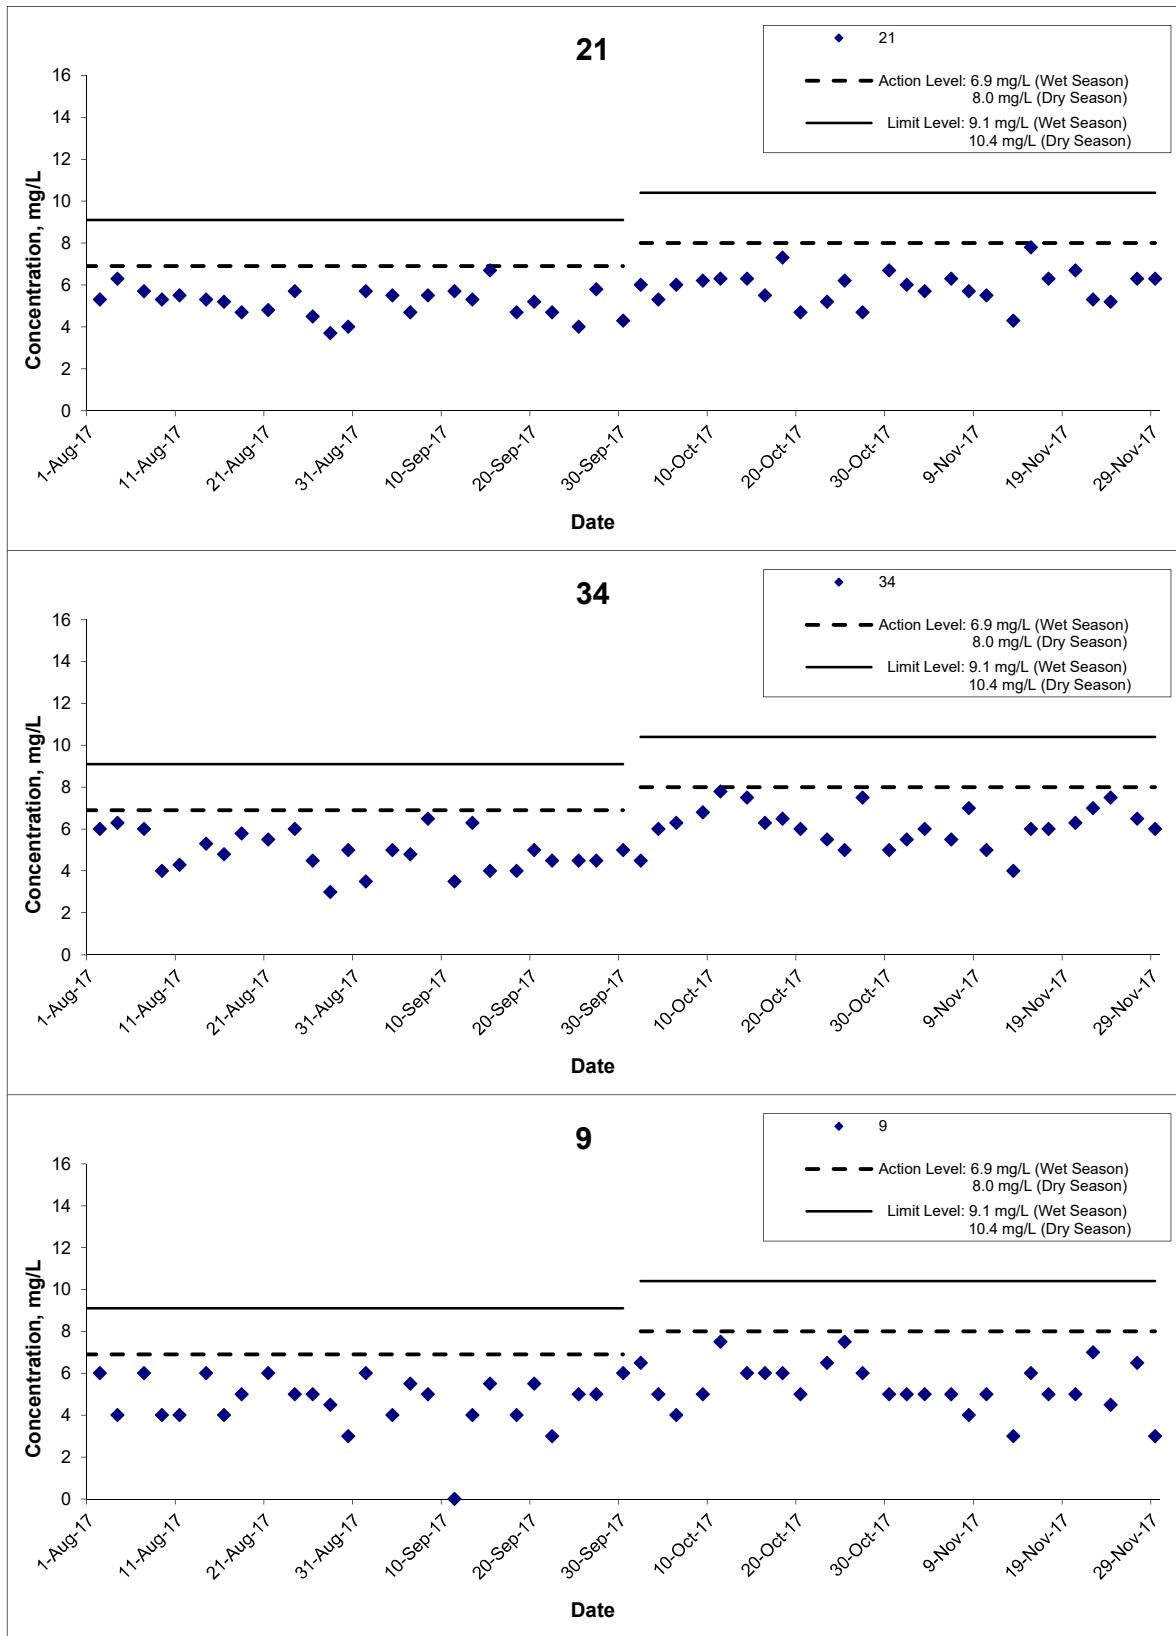 21
21
Action Level: 6.9 mg/L (Wet Season)
8.0 mg/L (Dry Season)
Limit Level: 9.1 mg/L (Wet Season)
10.4 mg/L (Dry Season)
Concentration, mg/L
16
14
12
10
8
6
4
2
0
1-Aug-17
11-Aug-17
21-Aug-17
31-Aug-17
10-Sep-17
20-Sep-17
30-Sep-17
10-Oct-17
20-Oct-17
30-Oct-17
9-Nov-17
19-Nov-17
29-Nov-17
Date
34
34
Action Level: 6.9 mg/L (Wet Season)
8.0 mg/L (Dry Season)
Limit Level: 9.1 mg/L (Wet Season)
10.4 mg/L (Dry Season)
Concentration, mg/L
16
14
12
10
8
6
4
2
0
1-Aug-17
11-Aug-17
21-Aug-17
31-Aug-17
10-Sep-17
20-Sep-17
30-Sep-17
10-Oct-17
20-Oct-17
30-Oct-17
9-Nov-17
19-Nov-17
29-Nov-17
Date
9
9
Action Level: 6.9 mg/L (Wet Season)
8.0 mg/L (Dry Season)
Limit Level: 9.1 mg/L (Wet Season)
10.4 mg/L (Dry Season)
Concentration, mg/L
16
14
12
10
8
6
4
2
0
1-Aug-17
11-Aug-17
21-Aug-17
31-Aug-17
10-Sep-17
20-Sep-17
30-Sep-17
10-Oct-17
20-Oct-17
30-Oct-17
9-Nov-17
19-Nov-17
29-Nov-17
Date